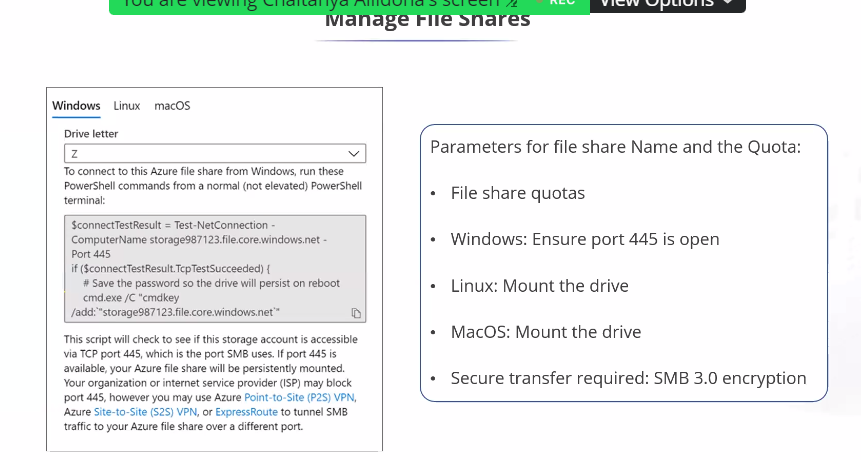 You are viewing Chaitanya Allidona's screen
REC
View Options
Manage File Shares
Windows Linux macOS
Drive letter
Z
To connect to this Azure file share from Windows, run these
PowerShell commands from a normal (not elevated) PowerShell
terminal:
$connectTestResult = Test-NetConnection -
ComputerName storage987123.file.core.windows.net -
Port 445
if ($connectTestResult.TcpTestSucceeded) {
# Save the password so the drive will persist on reboot
cmd.exe /C "cmdkey
/add:`"storage987123.file.core.windows.net`"
This script will check to see if this storage account is accessible
via TCP port 445, which is the port SMB uses. If port 445 is
available, your Azure file share will be persistently mounted.
Your organization or internet service provider (ISP) may block
port 445, however you may use Azure Point-to-Site (P2S) VPN,
Azure Site-to-Site (S2S) VPN, or ExpressRoute to tunnel SMB
traffic to your Azure file share over a different port.
Parameters for file share Name and the Quota:
• File share quotas
• Windows: Ensure port 445 is open
• Linux: Mount the drive
• MacOS: Mount the drive
• Secure transfer required: SMB 3.0 encryption